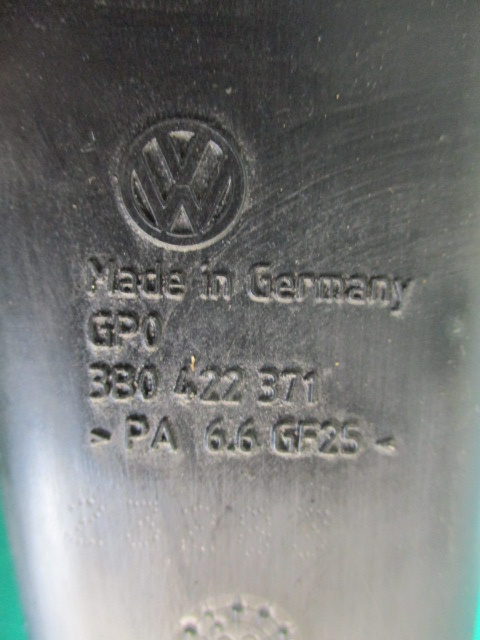 Made in Germany
GP0
3B0 422 371
> PA 6.6 GF25 <